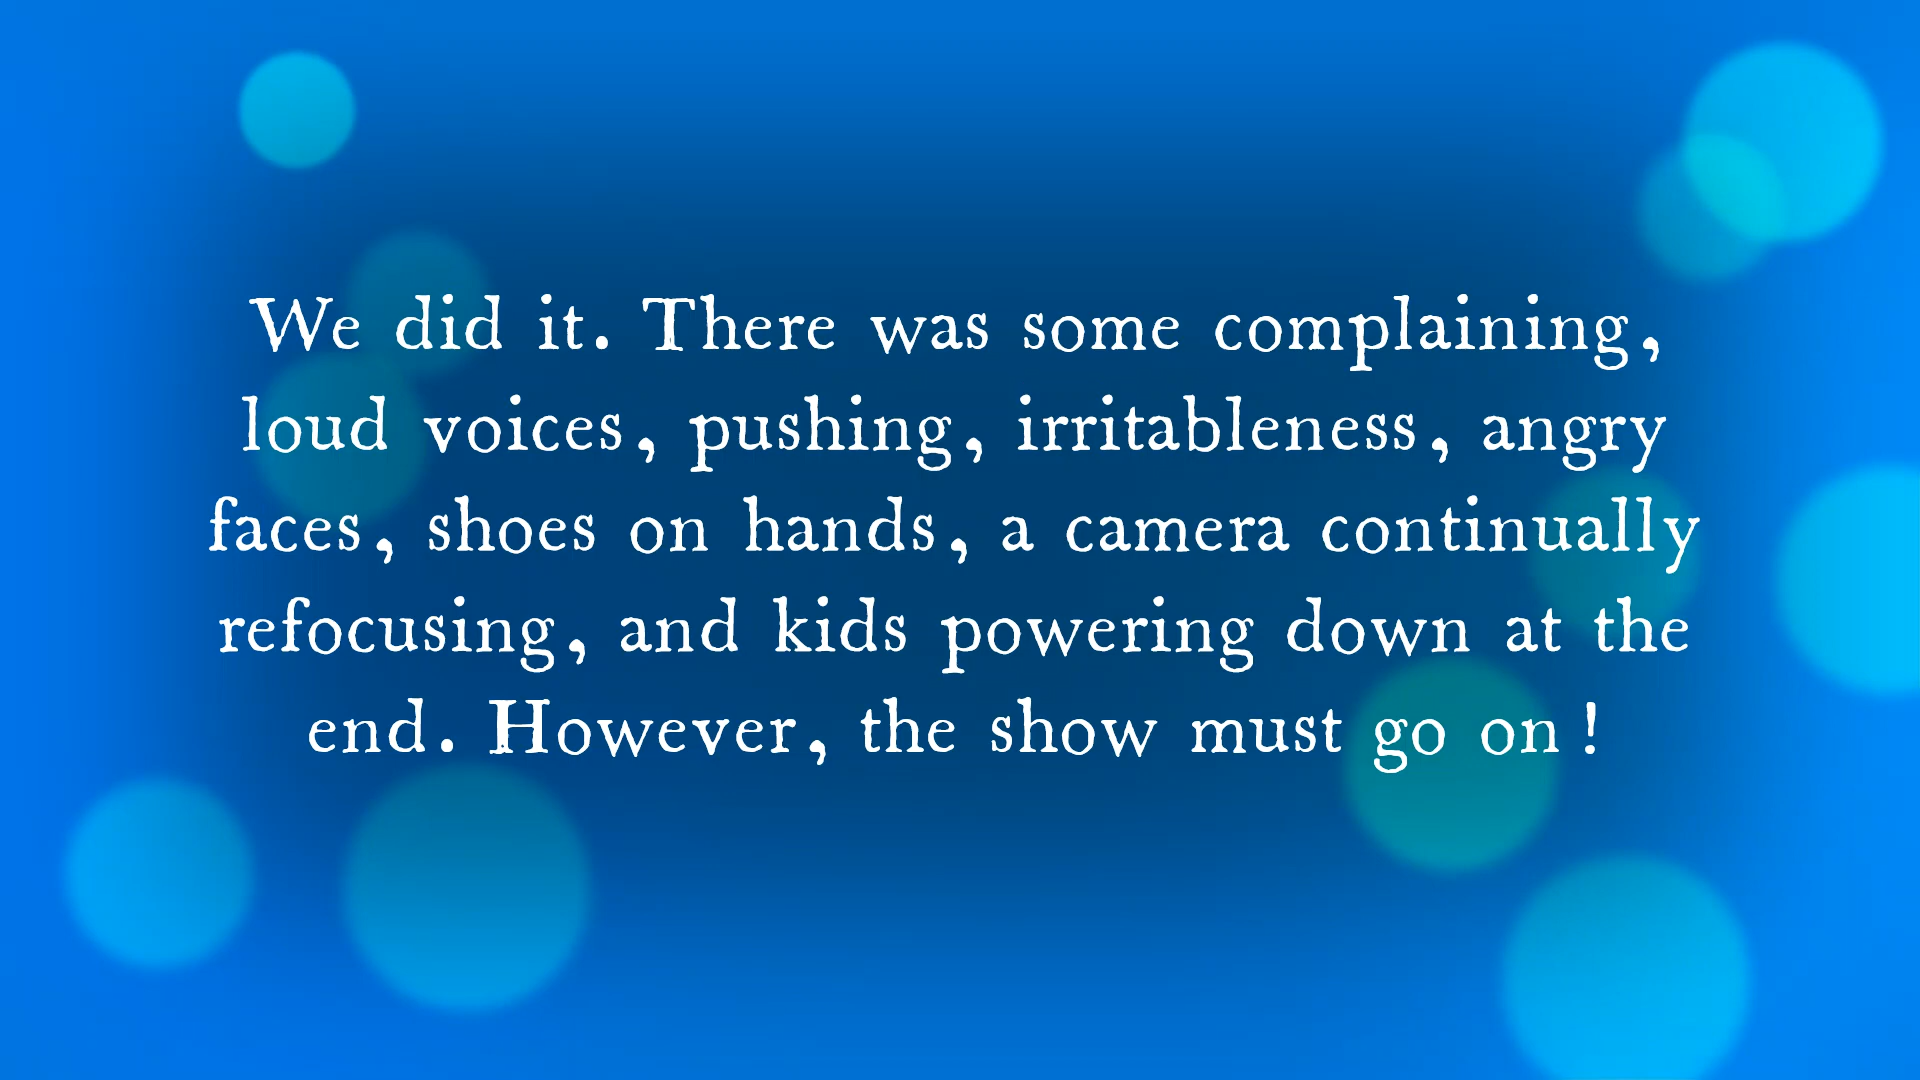 We did it. There was some complaining,
loud voices, pushing, irritableness, angry
faces, shoes on hands, a camera continually
refocusing, and kids powering down at the
end. However, the show must go on!